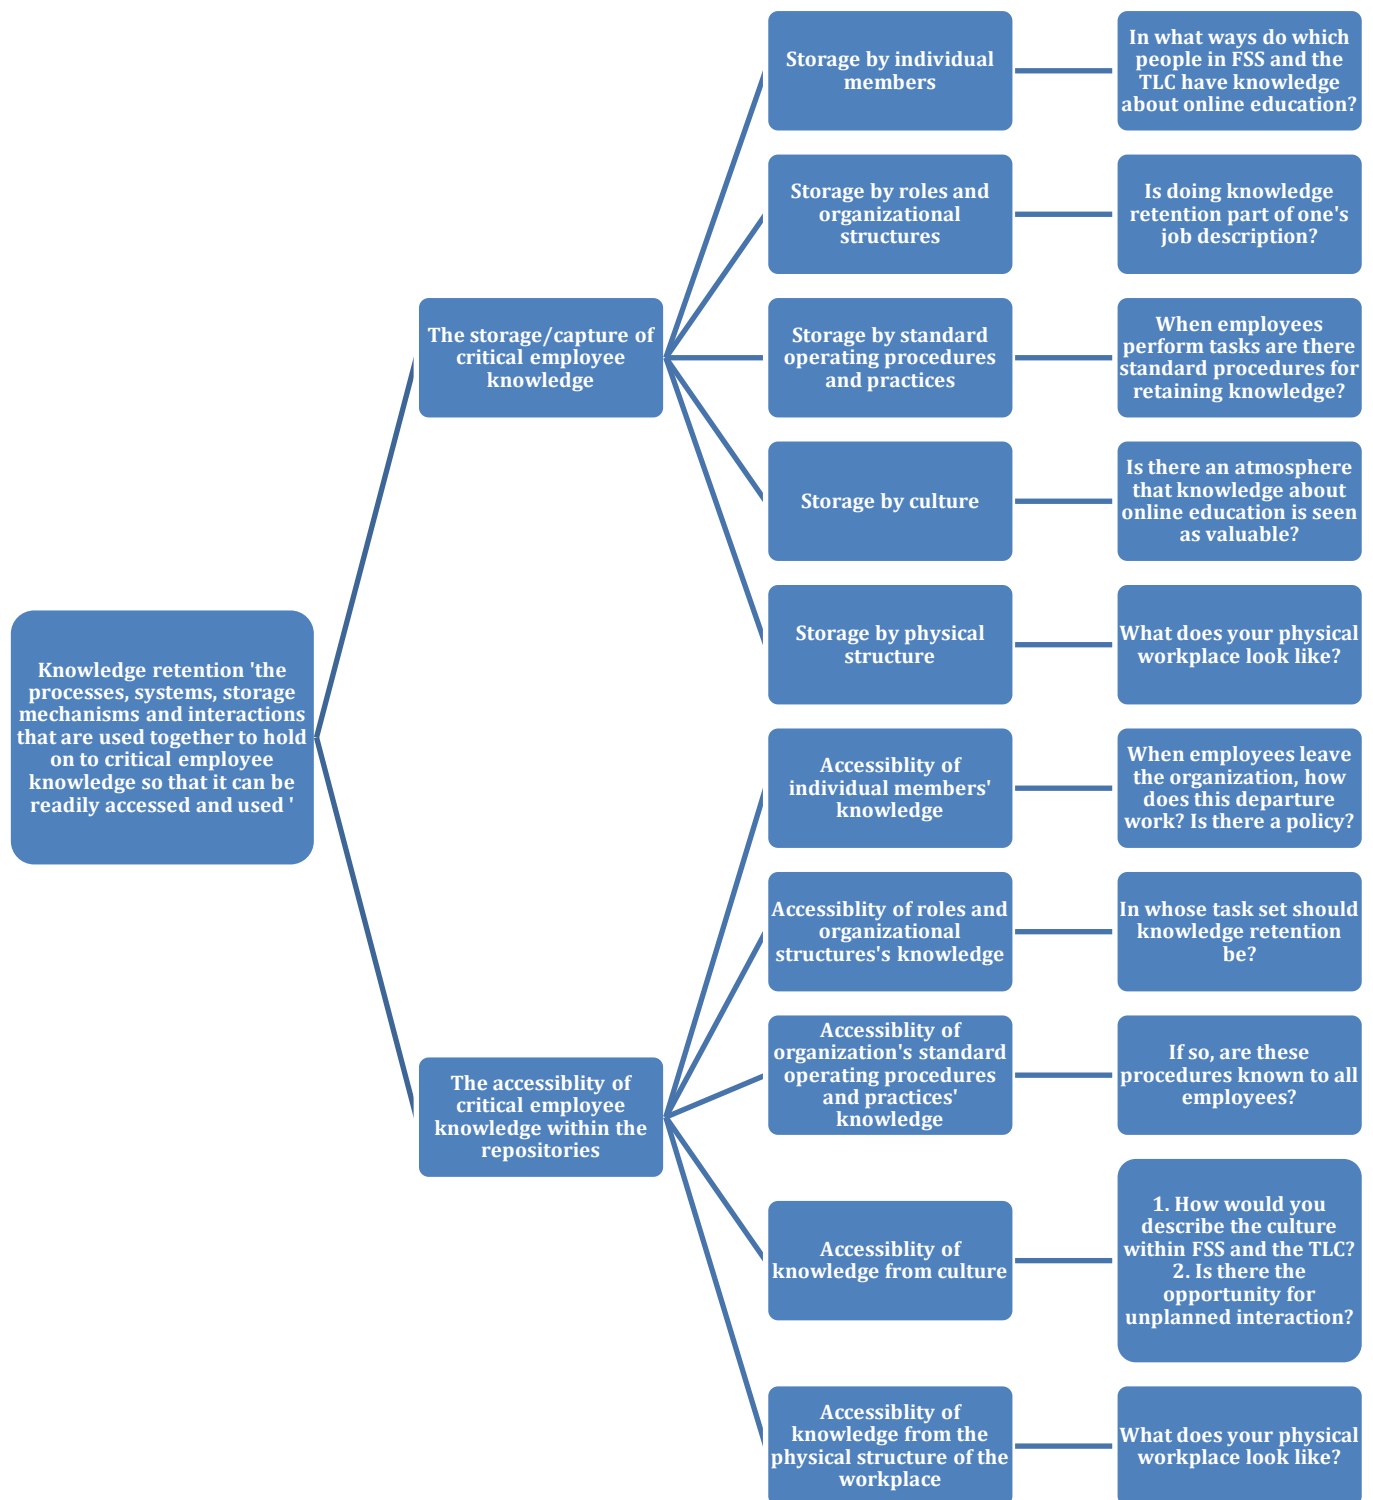 Storage by individual
members
In what ways do which
people in FSS and the
TLC have knowledge
about online education?
Storage by roles and
organizational
structures
Is doing knowledge
retention part of one's
job description?
The storage/capture of
critical employee
knowledge
Storage by standard
operating procedures
and practices
When employees
perform tasks are there
standard procedures for
retaining knowledge?
Storage by culture
Is there an atmosphere
that knowledge about
online education is seen
as valuable?
Storage by physical
structure
What does your physical
workplace look like?
Knowledge retention 'the
processes, systems, storage
mechanisms and interactions
that are used together to hold
on to critical employee
knowledge so that it can be
readily accessed and used '
Accessiblity of
individual members'
knowledge
When employees leave
the organization, how
does this departure
work? Is there a policy?
Accessiblity of roles and
organizational
structures's knowledge
In whose task set should
knowledge retention
be?
The accessiblity of
critical employee
knowledge within the
repositories
Accessiblity of
organization's standard
operating procedures
and practices'
knowledge
If so, are these
procedures known to all
employees?
Accessiblity of
knowledge from culture
1. How would you
describe the culture
within FSS and the TLC?
2. Is there the
opportunity for
unplanned interaction?
Accessiblity of
knowledge from the
physical structure of the
workplace
What does your physical
workplace look like?